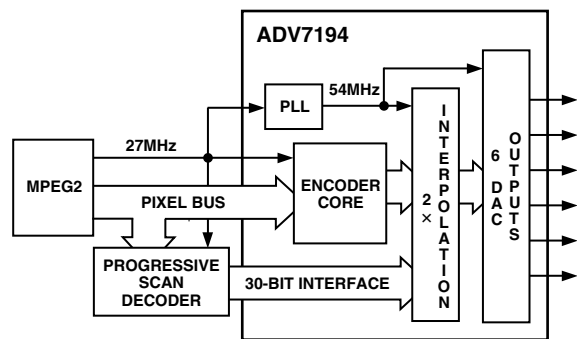 ADV7194
54MHz
PLL
27MHz
MPEG2
ENCODER
CORE
PIXEL BUS
INTERPOLATION
2×
6 DAC
OUTPUTS
PROGRESSIVE
SCAN
DECODER
30-BIT INTERFACE